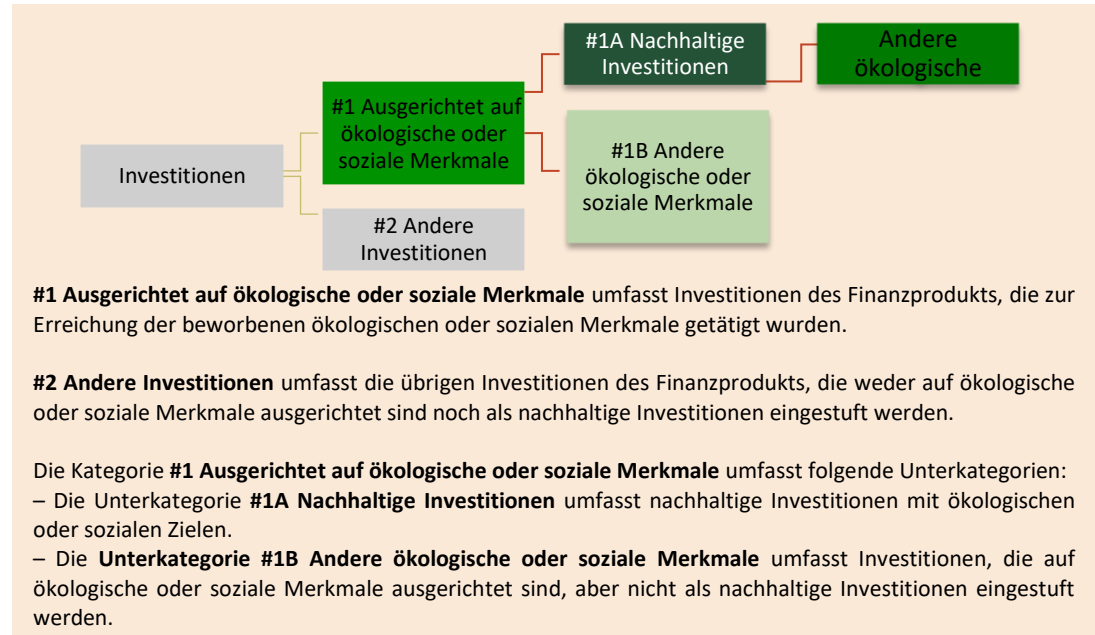 #1A Nachhaltige
Investitionen
Andere
ökologische
#1 Ausgerichtet auf
ökologische oder
soziale Merkmale
#1B Andere
ökologische oder
soziale Merkmale
Investitionen
#2 Andere
Investitionen
#1 Ausgerichtet auf ökologische oder soziale Merkmale umfasst Investitionen des Finanzprodukts, die zur
Erreichung der beworbenen ökologischen oder sozialen Merkmale getätigt wurden.
#2 Andere Investitionen umfasst die übrigen Investitionen des Finanzprodukts, die weder auf ökologische
oder soziale Merkmale ausgerichtet sind noch als nachhaltige Investitionen eingestuft werden.
Die Kategorie #1 Ausgerichtet auf ökologische oder soziale Merkmale umfasst folgende Unterkategorien:
– Die Unterkategorie #1A Nachhaltige Investitionen umfasst nachhaltige Investitionen mit ökologischen
oder sozialen Zielen.
– Die Unterkategorie #1B Andere ökologische oder soziale Merkmale umfasst Investitionen, die auf
ökologische oder soziale Merkmale ausgerichtet sind, aber nicht als nachhaltige Investitionen eingestuft
werden.